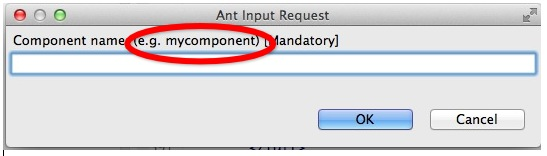 Ant Input Request
Component name (e.g. mycomponent) [Mandatory]
OK
Cancel